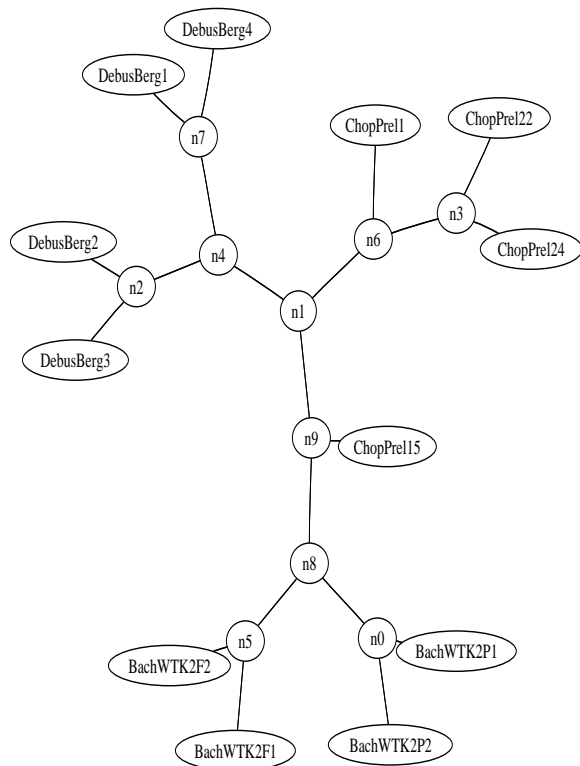 DebusBerg4
DebusBerg1
ChopPrel22
ChopPrel1
n7
n3
DebusBerg2
n6
ChopPrel24
n4
n2
n1
DebusBerg3
n9
ChopPrel15
n8
n0
n5
BachWTK2P1
BachWTK2F2
BachWTK2P2
BachWTK2F1